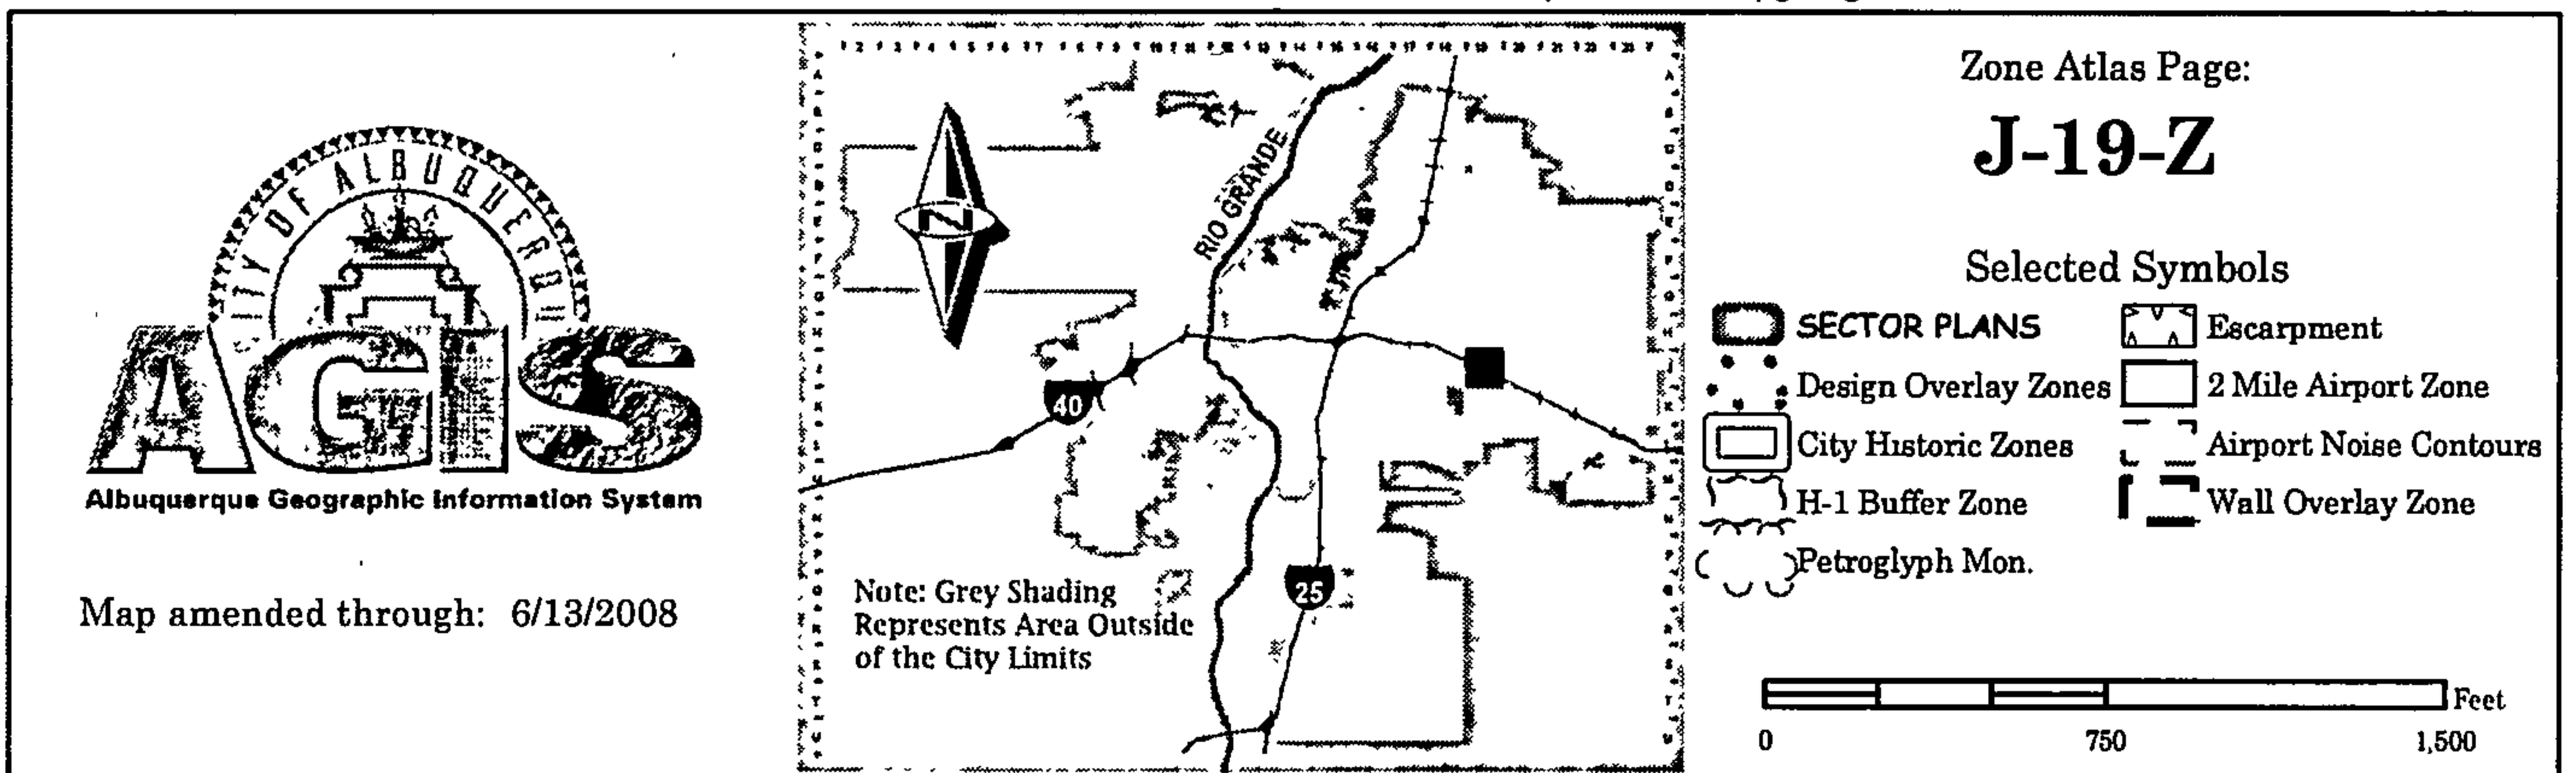 CITY OF ALBUQUERQUE
AGIS
Albuquerque Geographic Information System
Map amended through: 6/13/2008
RIO GRANDE
N
40
25
Note: Grey Shading
Represents Area Outside
of the City Limits
Zone Atlas Page:
J-19-Z
Selected Symbols
SECTOR PLANS
Design Overlay Zones
City Historic Zones
H-1 Buffer Zone
Petroglyph Mon.
Escarpment
2 Mile Airport Zone
Airport Noise Contours
Wall Overlay Zone
Feet
0 750 1,500